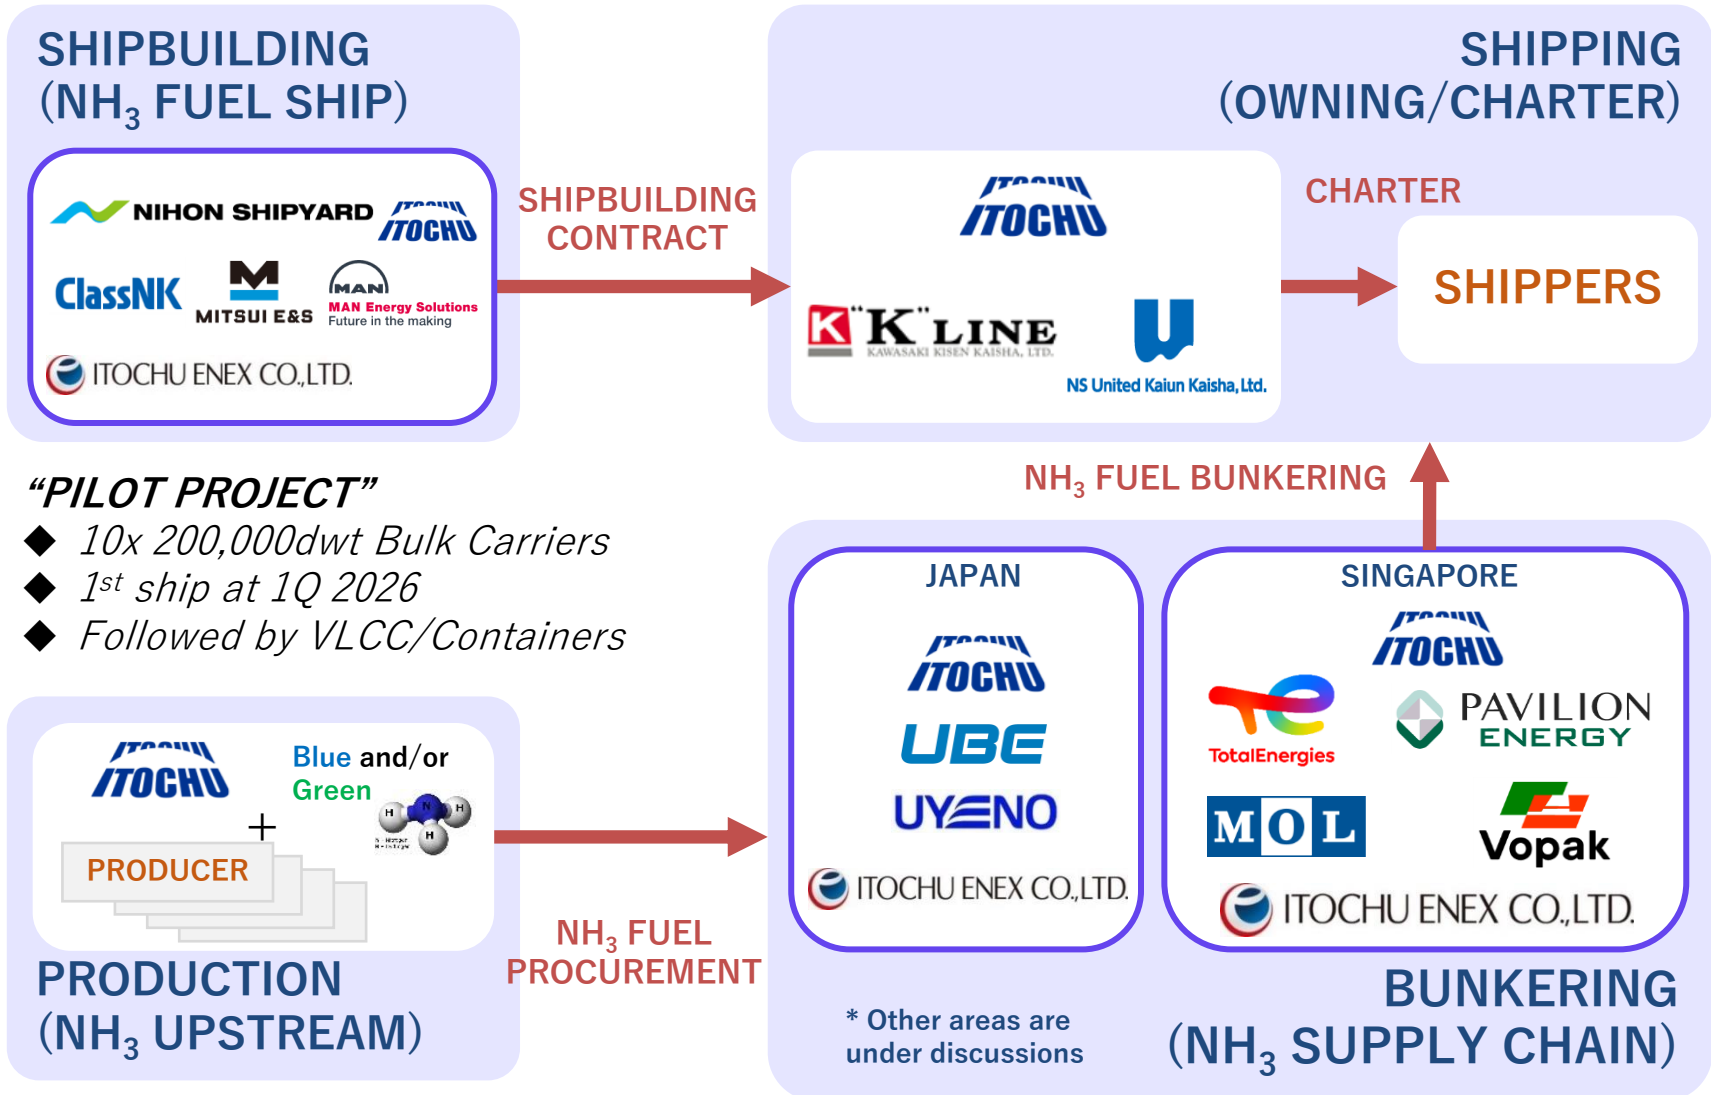 SHIPBUILDING
(NH₃ FUEL SHIP)
NIHON SHIPYARD
ITOCHU
ITOCHU
ClassNK
MITSUI E&S
MAN
MAN Energy Solutions
Future in the making
ITOCHU ENEX CO.,LTD.
SHIPBUILDING
CONTRACT
SHIPPING
(OWNING/CHARTER)
ITOCHU
ITOCHU
K "K" LINE
KAWASAKI KISEN KAISHA, LTD.
U
NS United Kaiun Kaisha, Ltd.
CHARTER
SHIPPERS
"PILOT PROJECT"
◆ 10x 200,000dwt Bulk Carriers
◆ 1st ship at 1Q 2026
◆ Followed by VLCC/Containers
NH₃ FUEL BUNKERING
ITOCHU
ITOCHU
Blue and/or
Green
+
H N H
H
PRODUCER
PRODUCTION
(NH₃ UPSTREAM)
NH₃ FUEL
PROCUREMENT
JAPAN
ITOCHU
ITOCHU
UBE
UYENO
ITOCHU ENEX CO.,LTD.
SINGAPORE
ITOCHU
ITOCHU
TotalEnergies
PAVILION
ENERGY
MOL
Vopak
ITOCHU ENEX CO.,LTD.
* Other areas are
under discussions
BUNKERING
(NH₃ SUPPLY CHAIN)